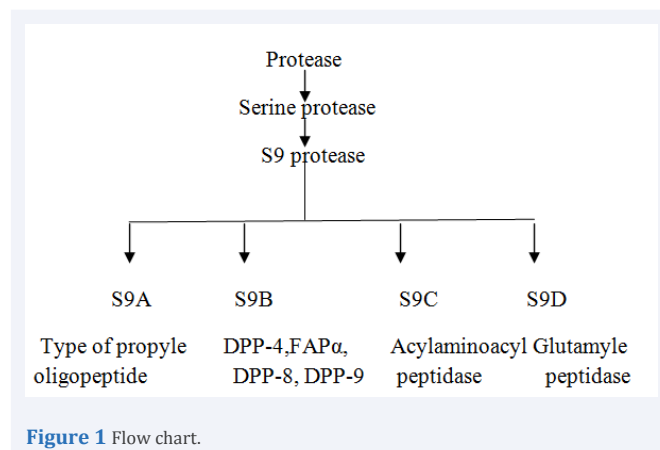 Protease
Serine protease
S9 protease
S9A S9B S9C S9D
Type of propyle DPP-4,FAPα, Acylaminoacyl Glutamyle
oligopeptide DPP-8, DPP-9 peptidase peptidase
Figure 1 Flow chart.